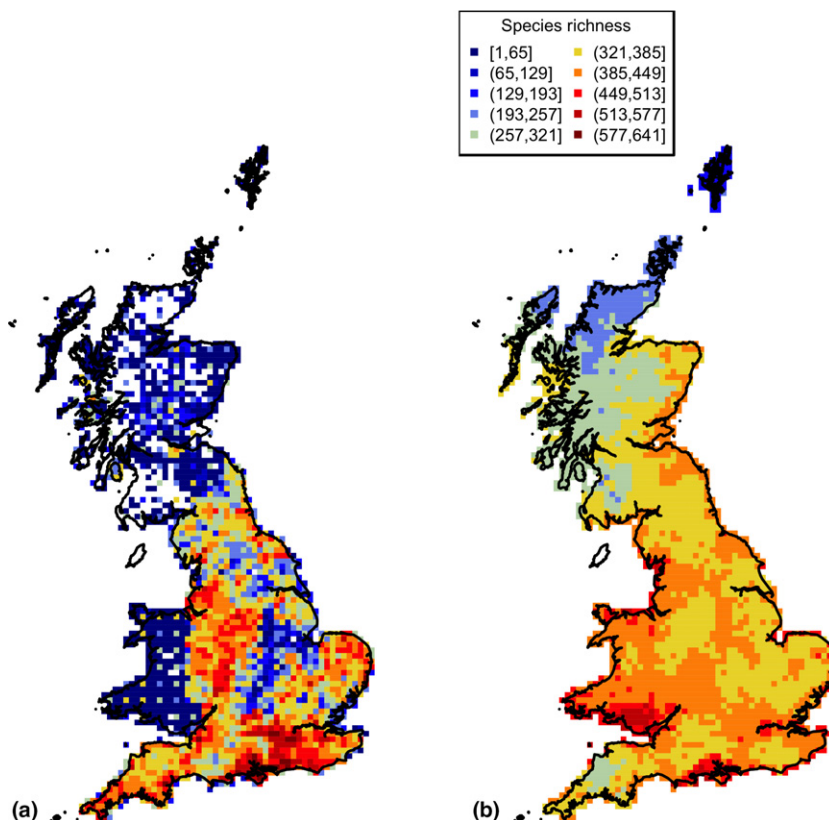 Species richness
[1,65] (321,385]
(65,129] (385,449]
(129,193] (449,513]
(193,257] (513,577]
(257,321] (577,641]
(a) (b)